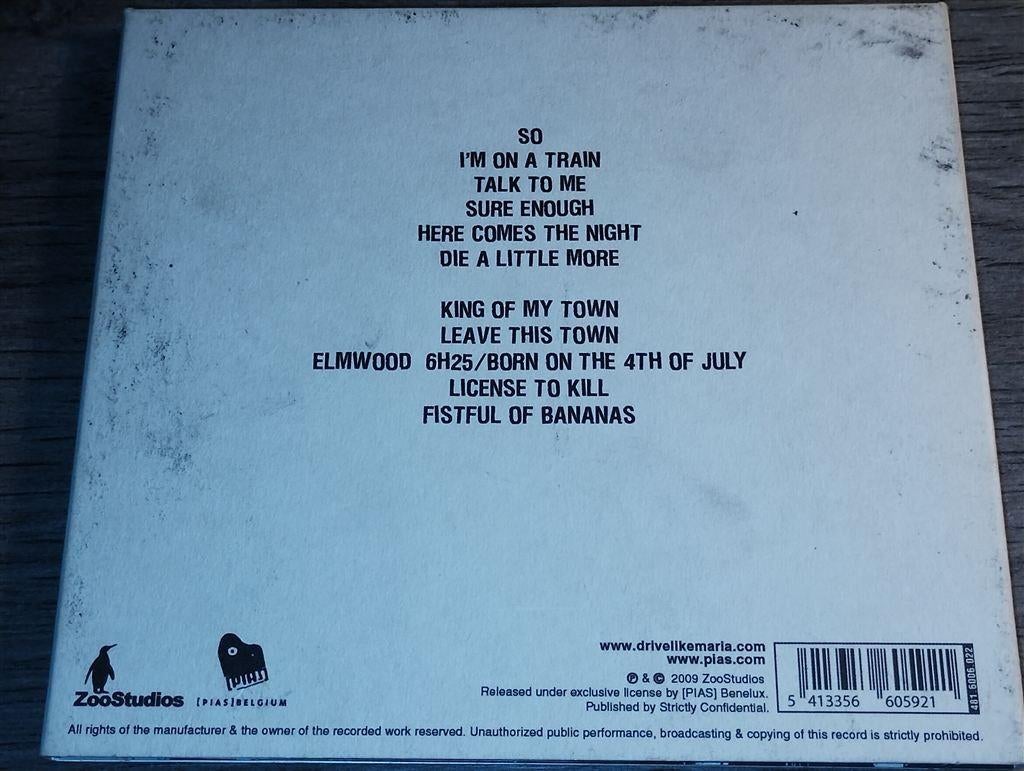 SO
I'M ON A TRAIN
TALK TO ME
SURE ENOUGH
HERE COMES THE NIGHT
DIE A LITTLE MORE
KING OF MY TOWN
LEAVE THIS TOWN
ELMWOOD 6H25/BORN ON THE 4TH OF JULY
LICENSE TO KILL
FISTFUL OF BANANAS
ZooStudios
[PIAS]BELGIUM
www.drivelikemaria.com
www.pias.com
℗ & © 2009 ZooStudios
Released under exclusive license by [PIAS] Benelux.
Published by Strictly Confidential.
5 413356 605921
481.6006.022
All rights of the manufacturer & the owner of the recorded work reserved. Unauthorized public performance, broadcasting & copying of this record is strictly prohibited.